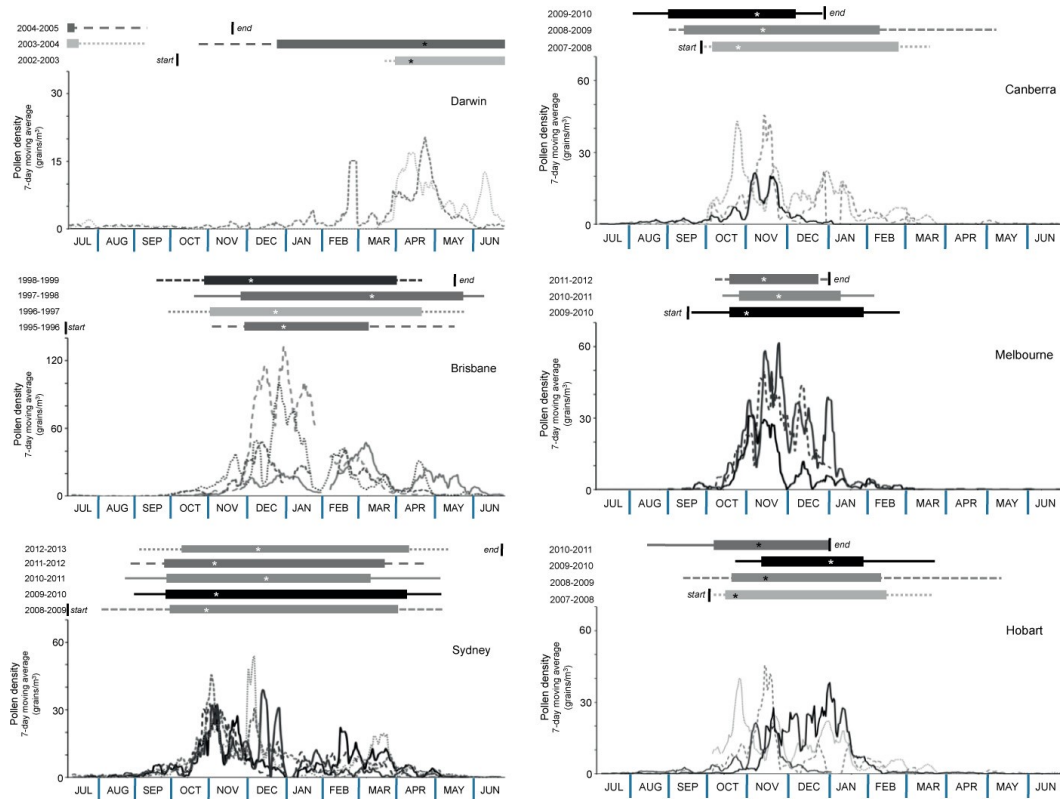 2004-2005
end
2003-2004
2002-2003
start
Darwin
Pollen density
7-day moving average
(grains/m³)
30
15
0
JUL AUG SEP OCT NOV DEC JAN FEB MAR APR MAY JUN
2009-2010
end
2008-2009
2007-2008
start
Canberra
Pollen density
7-day moving average
(grains/m³)
60
30
0
JUL AUG SEP OCT NOV DEC JAN FEB MAR APR MAY JUN
1998-1999
end
1997-1998
1996-1997
1995-1996
start
Brisbane
Pollen density
7-day moving average
(grains/m³)
120
60
0
JUL AUG SEP OCT NOV DEC JAN FEB MAR APR MAY JUN
2011-2012
end
2010-2011
2009-2010
start
Melbourne
Pollen density
7-day moving average
(grains/m³)
60
30
0
JUL AUG SEP OCT NOV DEC JAN FEB MAR APR MAY JUN
2012-2013
end
2011-2012
2010-2011
2009-2010
2008-2009
start
Sydney
Pollen density
7-day moving average
(grains/m³)
60
30
0
JUL AUG SEP OCT NOV DEC JAN FEB MAR APR MAY JUN
2010-2011
end
2009-2010
2008-2009
2007-2008
start
Hobart
Pollen density
7-day moving average
(grains/m³)
60
30
0
JUL AUG SEP OCT NOV DEC JAN FEB MAR APR MAY JUN